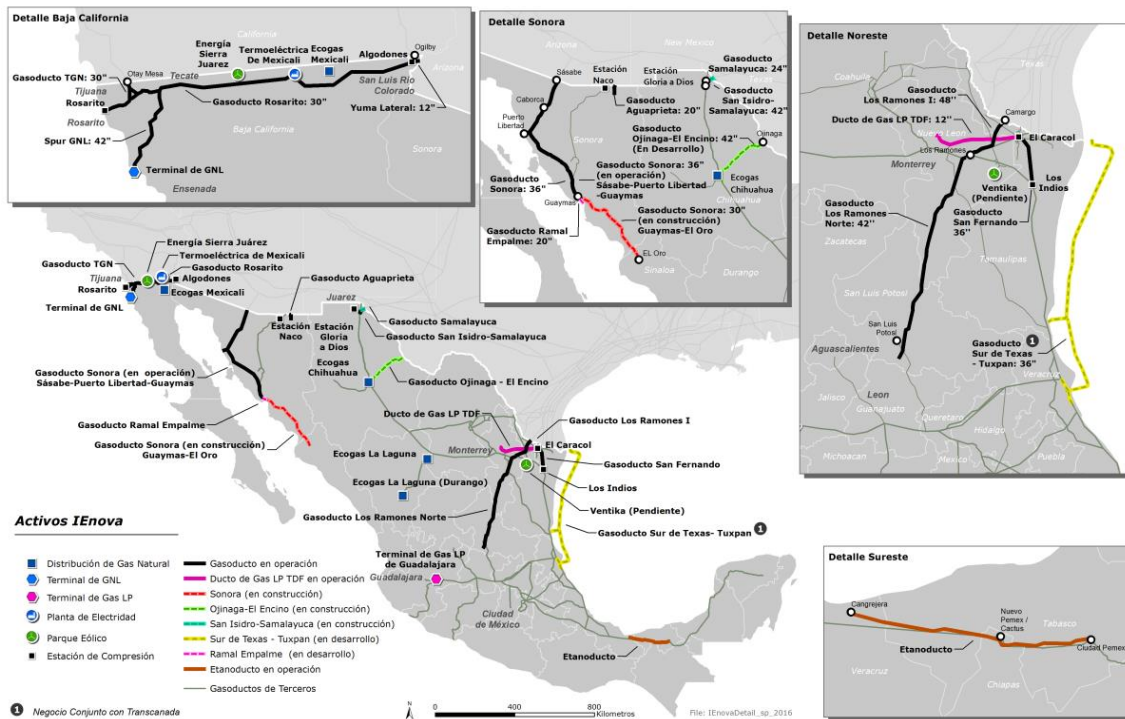 Detalle Baja California
California
Energía
Sierra
Juarez
Termoeléctrica
De Mexicali
Ecogas
Mexicali
Algodones
Ogilby
Arizona
Otay Mesa
Tecate
Gasoducto TGN: 30"
Tijuana
Rosarito
Rosarito
Gasoducto Rosarito: 30"
San Luis Rio
Colorado
Yuma Lateral: 12"
Spur GNL: 42"
Baja California
Sonora
Terminal de GNL
Ensenada
Detalle Sonora
Arizona
New Mexico
Texas
Sásabe
Estación
Naco
Estación
Gloria a Dios
Gasoducto
Samalayuca: 24"
Gasoducto
San Isidro-
Samalayuca: 42"
Caborca
Gasoducto
Aguaprieta: 20"
Puerto
Libertad
Sonora
Gasoducto
Ojinaga-El Encino: 42"
(En Desarrollo)
Ojinaga
Gasoducto
Sonora: 36"
Gasoducto Sonora: 36"
(en operación)
Sásabe-Puerto Libertad
-Guaymas
Ecogas
Chihuahua
Chihuahua
Guaymas
Gasoducto Sonora: 30"
(en construcción)
Guaymas-El Oro
Gasoducto Ramal
Empalme: 20"
EL Oro
Sinaloa
Durango
Detalle Noreste
Texas
Coahuila
Gasoducto
Los Ramones I: 48"
Camargo
Ducto de Gas LP TDF: 12"
Nuevo Leon
El Caracol
Los Ramones
Monterrey
Ventika
(Pendiente)
Los
Indios
Gasoducto
Los Ramones
Norte: 42"
Gasoducto
San Fernando
36"
Zacatecas
Tamaulipas
San Luis Potosi
San Luis
Potosí
Aguascalientes
Gasoducto 1
Sur de Texas
- Tuxpan: 36"
Veracruz
Leon
Jalisco
Guanajuato
Queretaro
Hidalgo
Michoacan
Mexico
Puebla
Energía Sierra Juárez
Termoeléctrica de Mexicali
Gasoducto TGN
Gasoducto Rosarito
Tijuana
Algodones
Rosarito
Ecogas Mexicali
Terminal de GNL
Gasoducto Aguaprieta
Juarez
Estación
Naco
Estación
Gloria
a Dios
Gasoducto Samalayuca
Gasoducto San Isidro-Samalayuca
Ecogas
Chihuahua
Gasoducto Ojinaga - El Encino
Gasoducto Sonora (en operación)
Sásabe-Puerto Libertad-Guaymas
Gasoducto Ramal Empalme
Gasoducto Sonora (en construcción)
Guaymas-El Oro
Ducto de Gas LP TDF
Gasoducto Los Ramones I
Monterrey
El Caracol
Ecogas La Laguna
Gasoducto San Fernando
Ecogas La Laguna (Durango)
Los Indios
Ventika (Pendiente)
Gasoducto Los Ramones Norte
Gasoducto Sur de Texas- Tuxpan 1
Terminal de Gas LP
de Guadalajara
Guadalajara
Ciudad
de México
Etanoducto
Activos IEnova
Distribución de Gas Natural
Terminal de GNL
Terminal de Gas LP
Planta de Electricidad
Parque Eólico
Estación de Compresión
Gasoducto en operación
Ducto de Gas LP TDF en operación
Sonora (en construcción)
Ojinaga-El Encino (en construcción)
San Isidro-Samalayuca (en construcción)
Sur de Texas - Tuxpan (en desarrollo)
Ramal Empalme (en desarrollo)
Etanoducto en operación
Gasoductos de Terceros
1 Negocio Conjunto con Transcanada
N
0 400 800
Kilometros
File: IEnovaDetail_sp_2016
Detalle Sureste
Cangrejera
Nuevo
Pemex /
Cactus
Tabasco
Etanoducto
Ciudad Pemex
Veracruz
Chiapas